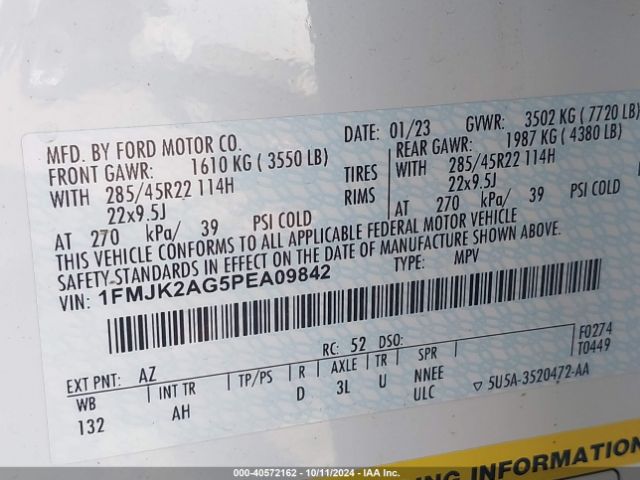 MFD. BY FORD MOTOR CO.
DATE: 01/23
GVWR: 3502 KG (7720 LB)
FRONT GAWR: 1610 KG (3550 LB)
REAR GAWR: 1987 KG (4380 LB)
WITH 285/45R22 114H
TIRES
WITH 285/45R22 114H
22x9.5J
RIMS
22x9.5J
AT 270 kPa/ 39 PSI COLD
AT 270 kPa/ 39 PSI COLD
THIS VEHICLE CONFORMS TO ALL APPLICABLE FEDERAL MOTOR VEHICLE
SAFETY STANDARDS IN EFFECT ON THE DATE OF MANUFACTURE SHOWN ABOVE.
VIN: 1FMJK2AG5PEA09842
TYPE: MPV
F0274
T0449
RC: 52 DSO:
EXT PNT: AZ
WB INT TR TP/PS R AXLE TR SPR
132 AH D 3L U NNEE
ULC
5U5A-3520472-AA
ING INFORMATION
000-40572162 - 10/11/2024 - IAA Inc.